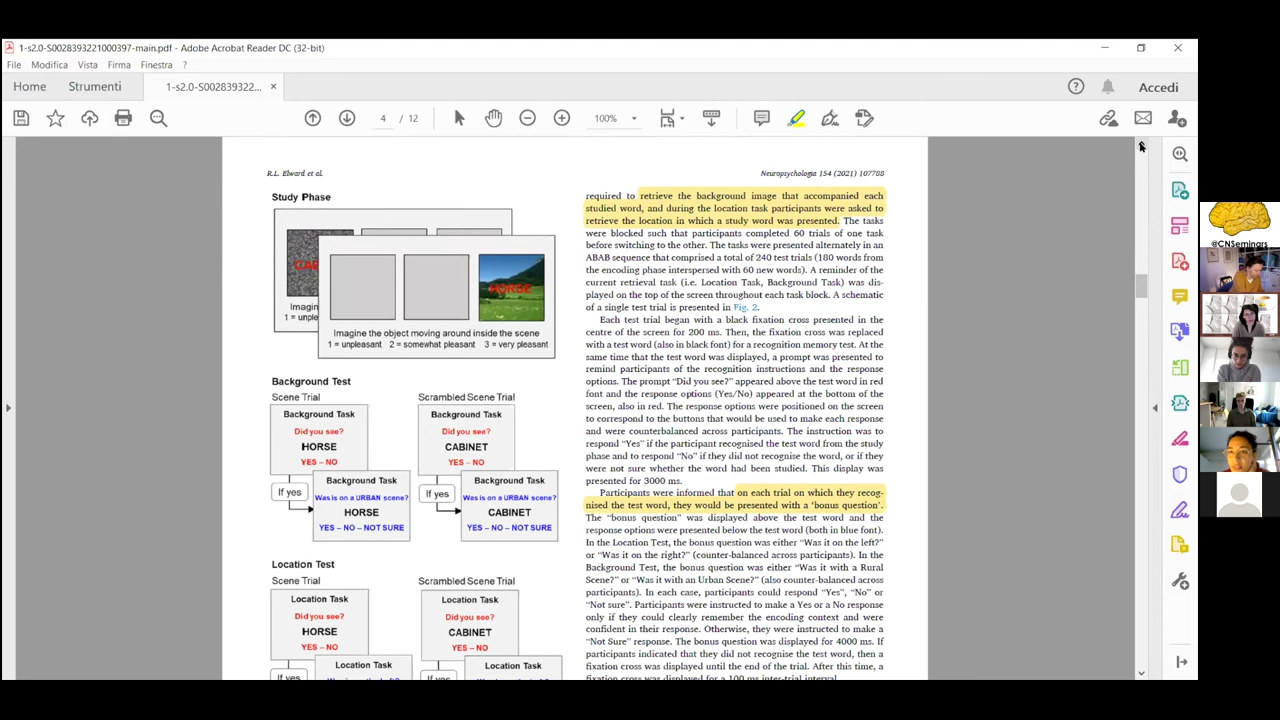 1-s2.0-S0028393221000397-main.pdf - Adobe Acrobat Reader DC (32-bit)
File Modifica Vista Firma Finestra ?
Home Strumenti 1-s2.0-S002839322... × Accedi
4 / 12 100%
R.L. Elward et al.
Neuropsychologia 154 (2021) 107788
Study Phase
HORSE
Imagine the object moving around inside the scene
1 = unpleasant 2 = somewhat pleasant 3 = very pleasant
Background Test
Scene Trial
Background Task
Did you see?
HORSE
YES – NO
If yes
Background Task
Was is on a URBAN scene?
HORSE
YES – NO – NOT SURE
Scrambled Scene Trial
Background Task
Did you see?
CABINET
YES – NO
If yes
Background Task
Was is on a URBAN scene?
CABINET
YES – NO – NOT SURE
Location Test
Scene Trial
Location Task
Did you see?
HORSE
YES – NO
If yes
Location Task
Scrambled Scene Trial
Location Task
Did you see?
CABINET
YES – NO
If yes
Location Task
required to retrieve the background image that accompanied each
studied word, and during the location task participants were asked to
retrieve the location in which a study word was presented. The tasks
were blocked such that participants completed 60 trials of one task
before switching to the other. The tasks were presented alternately in an
ABAB sequence that comprised a total of 240 test trials (180 words from
the encoding phase interspersed with 60 new words). A reminder of the
current retrieval task (i.e. Location Task, Background Task) was dis-
played on the top of the screen throughout each task block. A schematic
of a single test trial is presented in Fig. 2.
Each test trial began with a black fixation cross presented in the
centre of the screen for 200 ms. Then, the fixation cross was replaced
with a test word (also in black font) for a recognition memory test. At the
same time that the test word was displayed, a prompt was presented to
remind participants of the recognition instructions and the response
options. The prompt “Did you see?” appeared above the test word in red
font and the response options (Yes/No) appeared at the bottom of the
screen, also in red. The response options were positioned on the screen
to correspond to the buttons that would be used to make each response
and were counterbalanced across participants. The instruction was to
respond “Yes” if the participant recognised the test word from the study
phase and to respond “No” if they did not recognise the word, or if they
were not sure whether the word had been studied. This display was
presented for 3000 ms.
Participants were informed that on each trial on which they recog-
nised the test word, they would be presented with a ‘bonus question’.
The “bonus question” was displayed above the test word and the
response options were presented below the test word (both in blue font).
In the Location Test, the bonus question was either “Was it on the left?”
or “Was it on the right?” (counter-balanced across participants). In the
Background Test, the bonus question was either “Was it with a Rural
Scene?” or “Was it with an Urban Scene?” (also counter-balanced across
participants). In each case, participants could respond “Yes”, “No” or
“Not sure”. Participants were instructed to make a Yes or a No response
only if they could clearly remember the encoding context and were
confident in their response. Otherwise, they were instructed to make a
“Not Sure” response. The bonus question was displayed for 4000 ms. If
participants indicated that they did not recognise the test word, then a
fixation cross was displayed until the end of the trial. After this time, a
fixation cross was displayed for a 100 ms inter-trial interval.
@CNSeminars